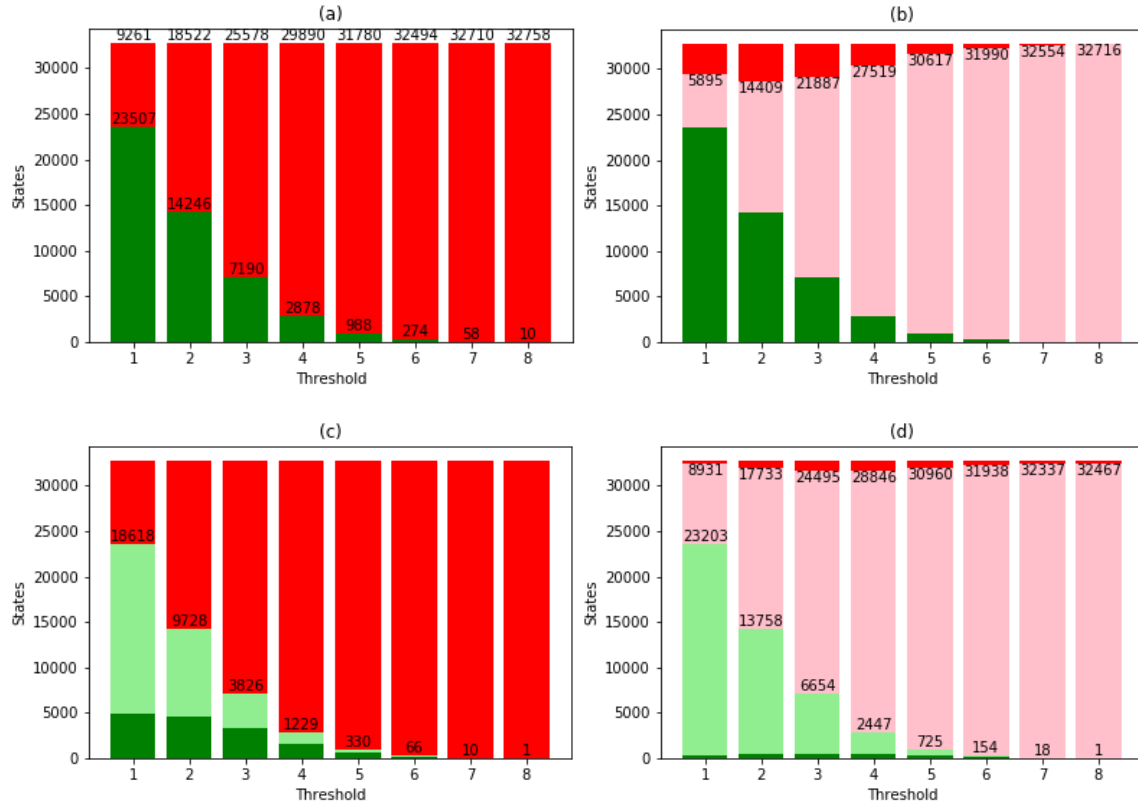 (a)
9261 18522 25578 29890 31780 32494 32710 32758
30000
25000
23507
20000
States
15000
14246
10000
7190
5000
2878
988
274
58
10
0
1 2 3 4 5 6 7 8
Threshold
(b)
30000
5895 14409 21887 27519 30617 31990 32554 32716
25000
20000
States
15000
10000
5000
0
1 2 3 4 5 6 7 8
Threshold
(c)
30000
25000
18618
20000
States
15000
9728
10000
3826
5000
1229
330
66
10
1
0
1 2 3 4 5 6 7 8
Threshold
(d)
8931 17733 24495 28846 30960 31938 32337 32467
30000
25000
23203
20000
States
15000
13758
10000
6654
5000
2447
725
154
18
1
0
1 2 3 4 5 6 7 8
Threshold